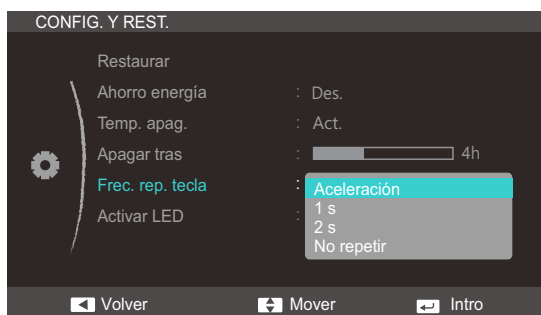 CONFIG. Y REST.
Restaurar
Ahorro energía : Des.
Temp. apag. : Act.
Apagar tras : 4h
Frec. rep. tecla : Aceleración
1 s
Activar LED :
2 s
No repetir
Volver Mover Intro